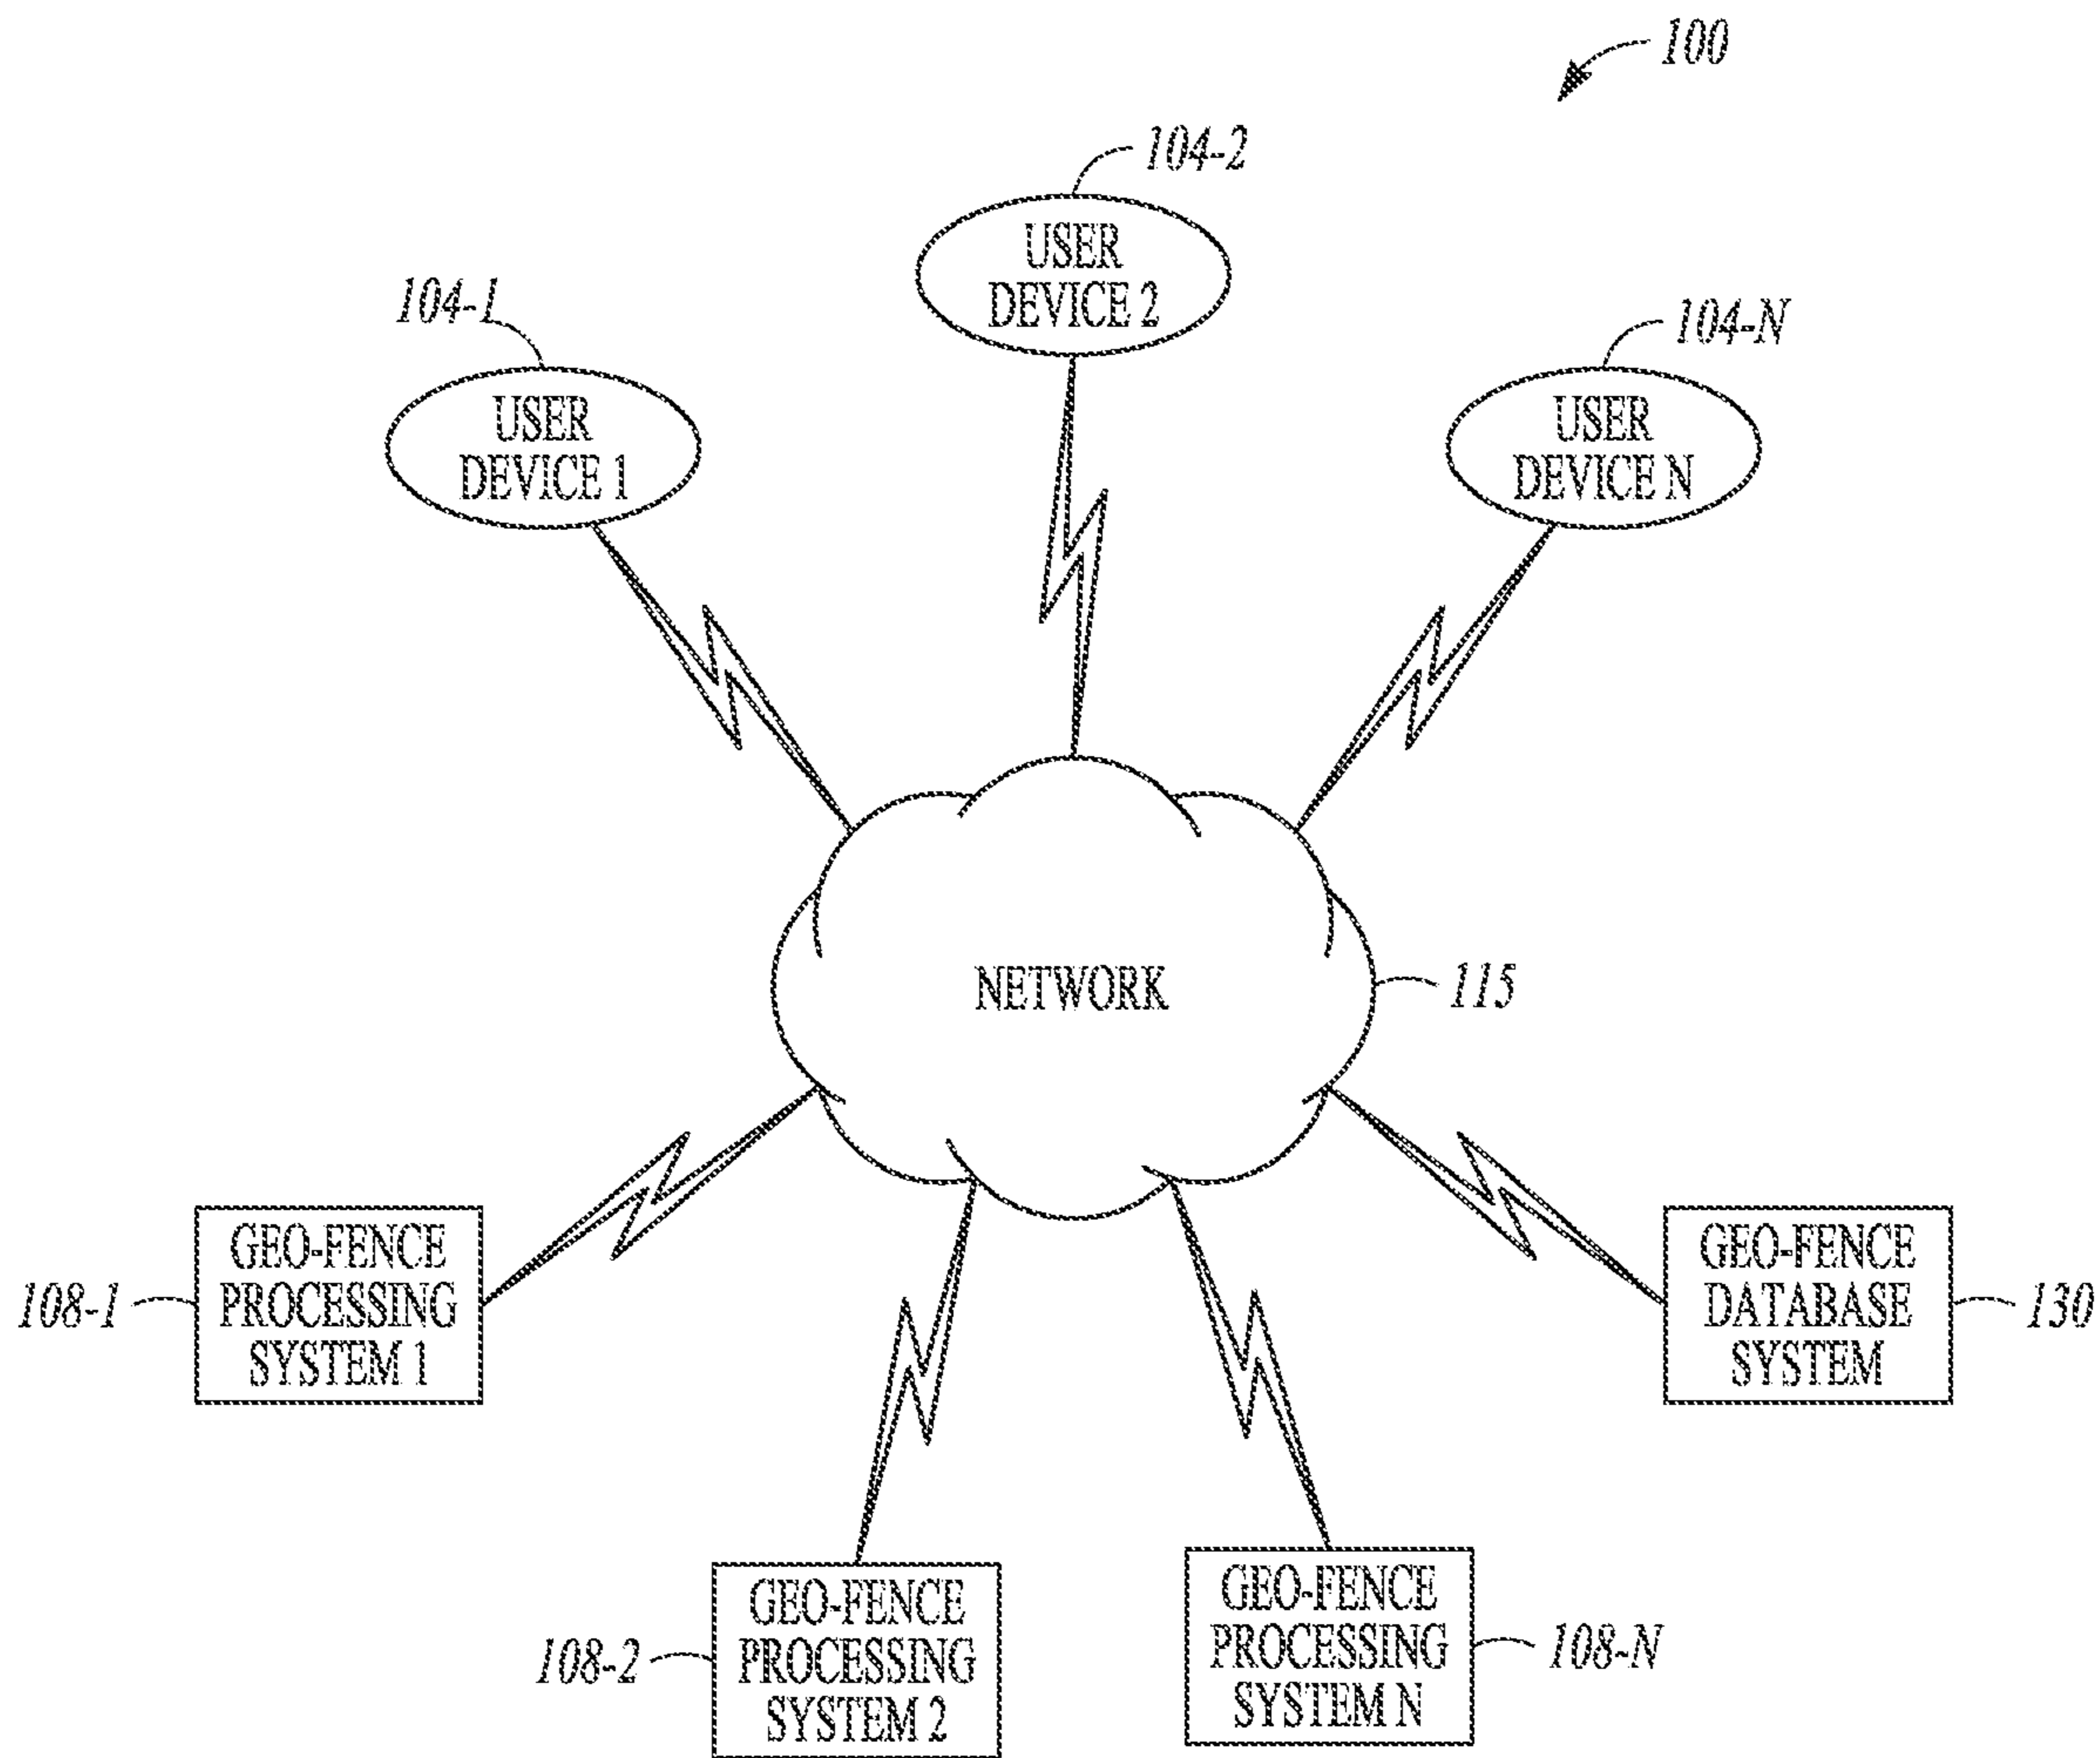 100
104-2
USER
DEVICE 2
104-1
USER
DEVICE 1
104-N
USER
DEVICE N
NETWORK
115
108-1
GEO-FENCE
PROCESSING
SYSTEM 1
GEO-FENCE
DATABASE
SYSTEM
130
108-2
GEO-FENCE
PROCESSING
SYSTEM 2
GEO-FENCE
PROCESSING
SYSTEM N
108-N